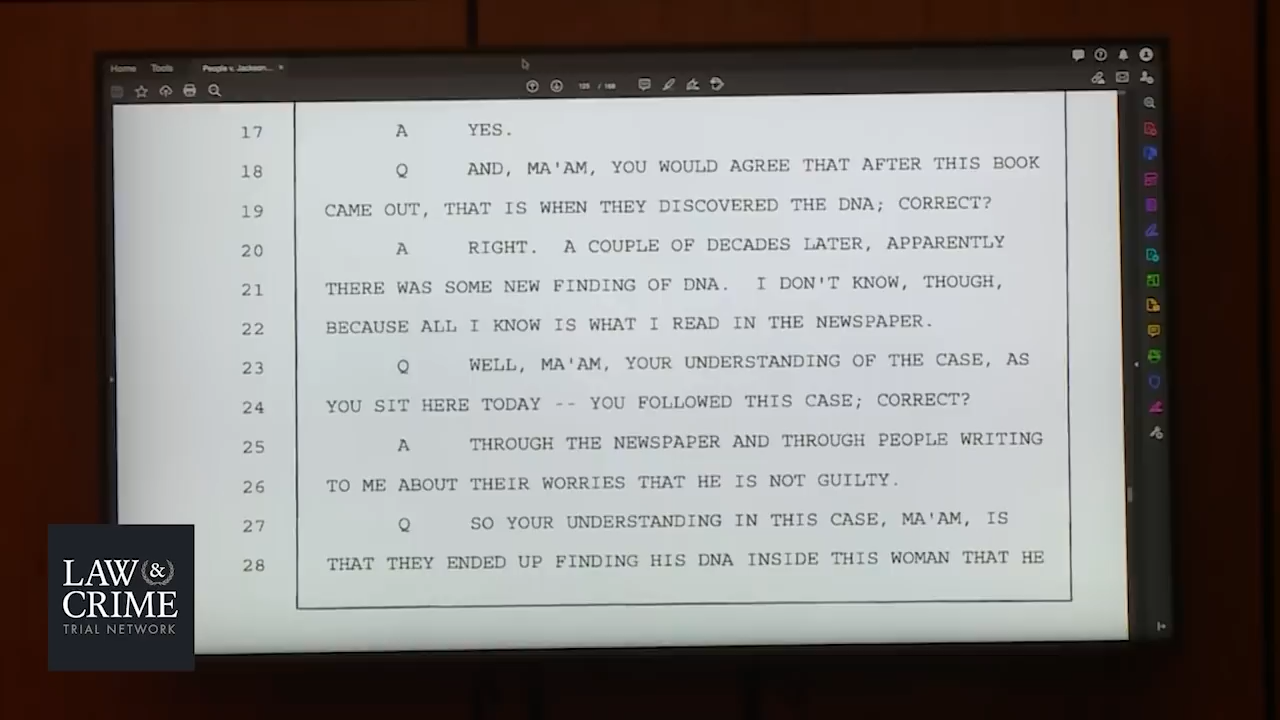 Home Tools People v. Jackson... ×
125 / 168
17 A YES.
18 Q AND, MA'AM, YOU WOULD AGREE THAT AFTER THIS BOOK
19 CAME OUT, THAT IS WHEN THEY DISCOVERED THE DNA; CORRECT?
20 A RIGHT. A COUPLE OF DECADES LATER, APPARENTLY
21 THERE WAS SOME NEW FINDING OF DNA. I DON'T KNOW, THOUGH,
22 BECAUSE ALL I KNOW IS WHAT I READ IN THE NEWSPAPER.
23 Q WELL, MA'AM, YOUR UNDERSTANDING OF THE CASE, AS
24 YOU SIT HERE TODAY -- YOU FOLLOWED THIS CASE; CORRECT?
25 A THROUGH THE NEWSPAPER AND THROUGH PEOPLE WRITING
26 TO ME ABOUT THEIR WORRIES THAT HE IS NOT GUILTY.
27 Q SO YOUR UNDERSTANDING IN THIS CASE, MA'AM, IS
28 THAT THEY ENDED UP FINDING HIS DNA INSIDE THIS WOMAN THAT HE
LAW &
CRIME
TRIAL NETWORK